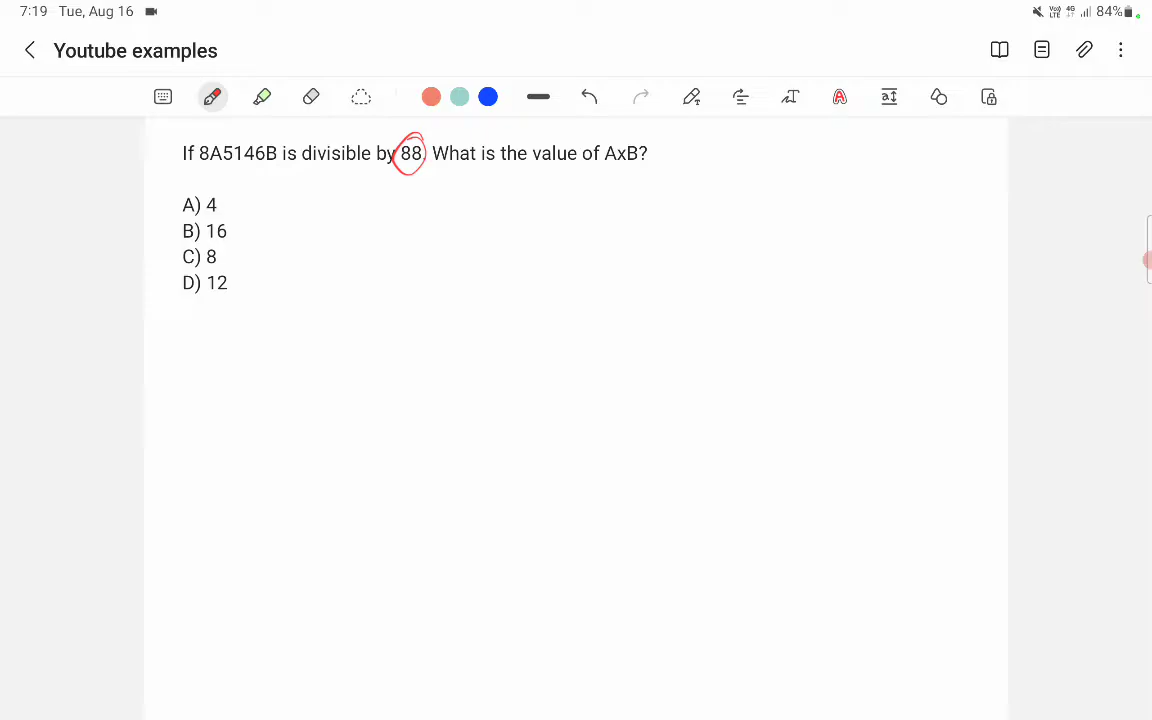 7:19 Tue, Aug 16 84%
Youtube examples
If 8A5146B is divisible by 88. What is the value of AxB?
A) 4
B) 16
C) 8
D) 12